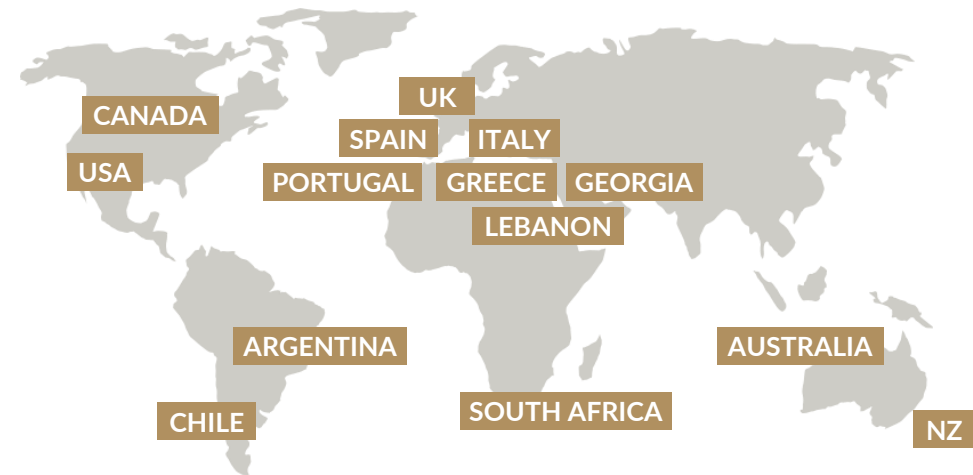 UK
CANADA
SPAIN
ITALY
USA
PORTUGAL
GREECE
GEORGIA
LEBANON
ARGENTINA
AUSTRALIA
SOUTH AFRICA
CHILE
NZ